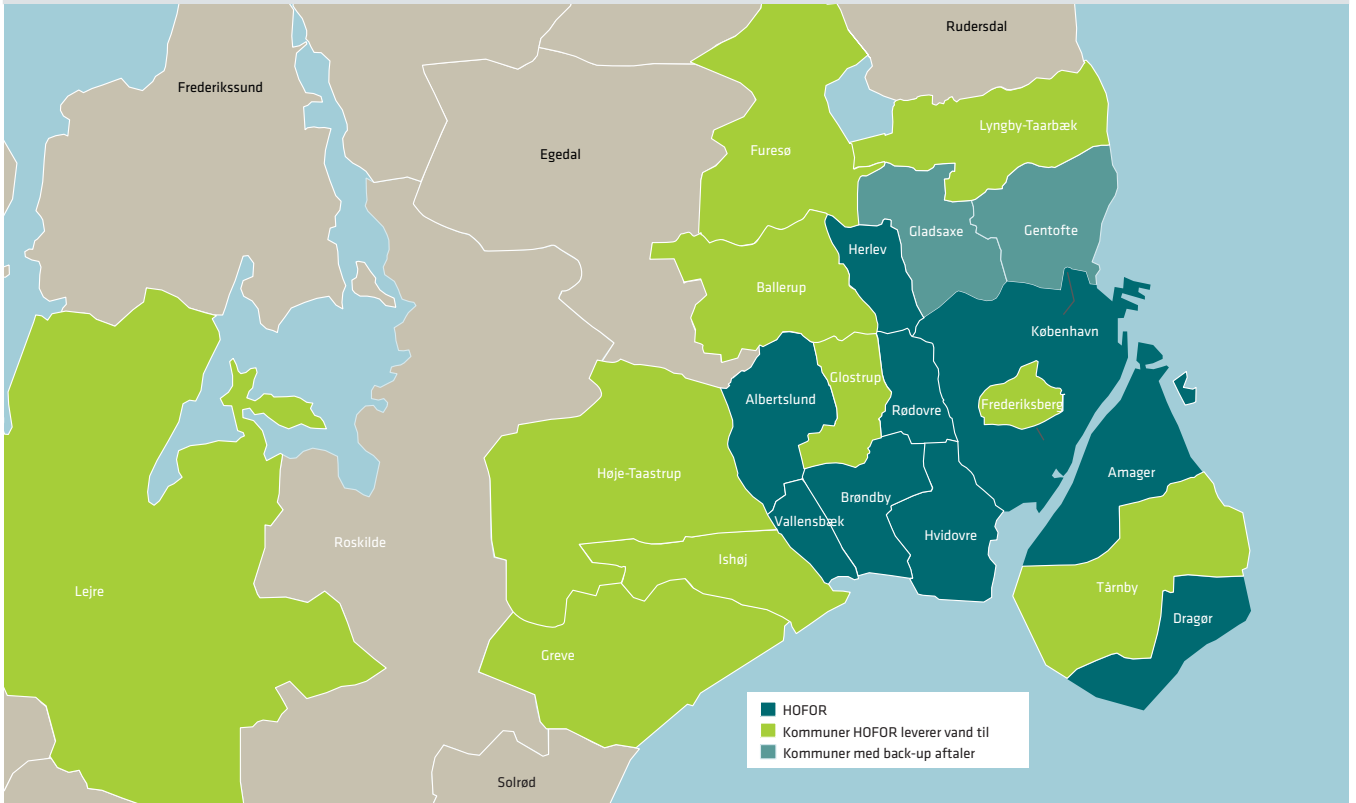 Rudersdal
Frederikssund
Lyngby-Taarbæk
Egedal
Furesø
Gladsaxe
Gentofte
Herlev
Ballerup
København
Glostrup
Albertslund
Frederiksberg
Rødovre
Høje-Taastrup
Amager
Brøndby
Vallensbæk
Hvidovre
Roskilde
Ishøj
Lejre
Tårnby
Dragør
Greve
HOFOR
Kommuner HOFOR leverer vand til
Kommuner med back-up aftaler
Solrød